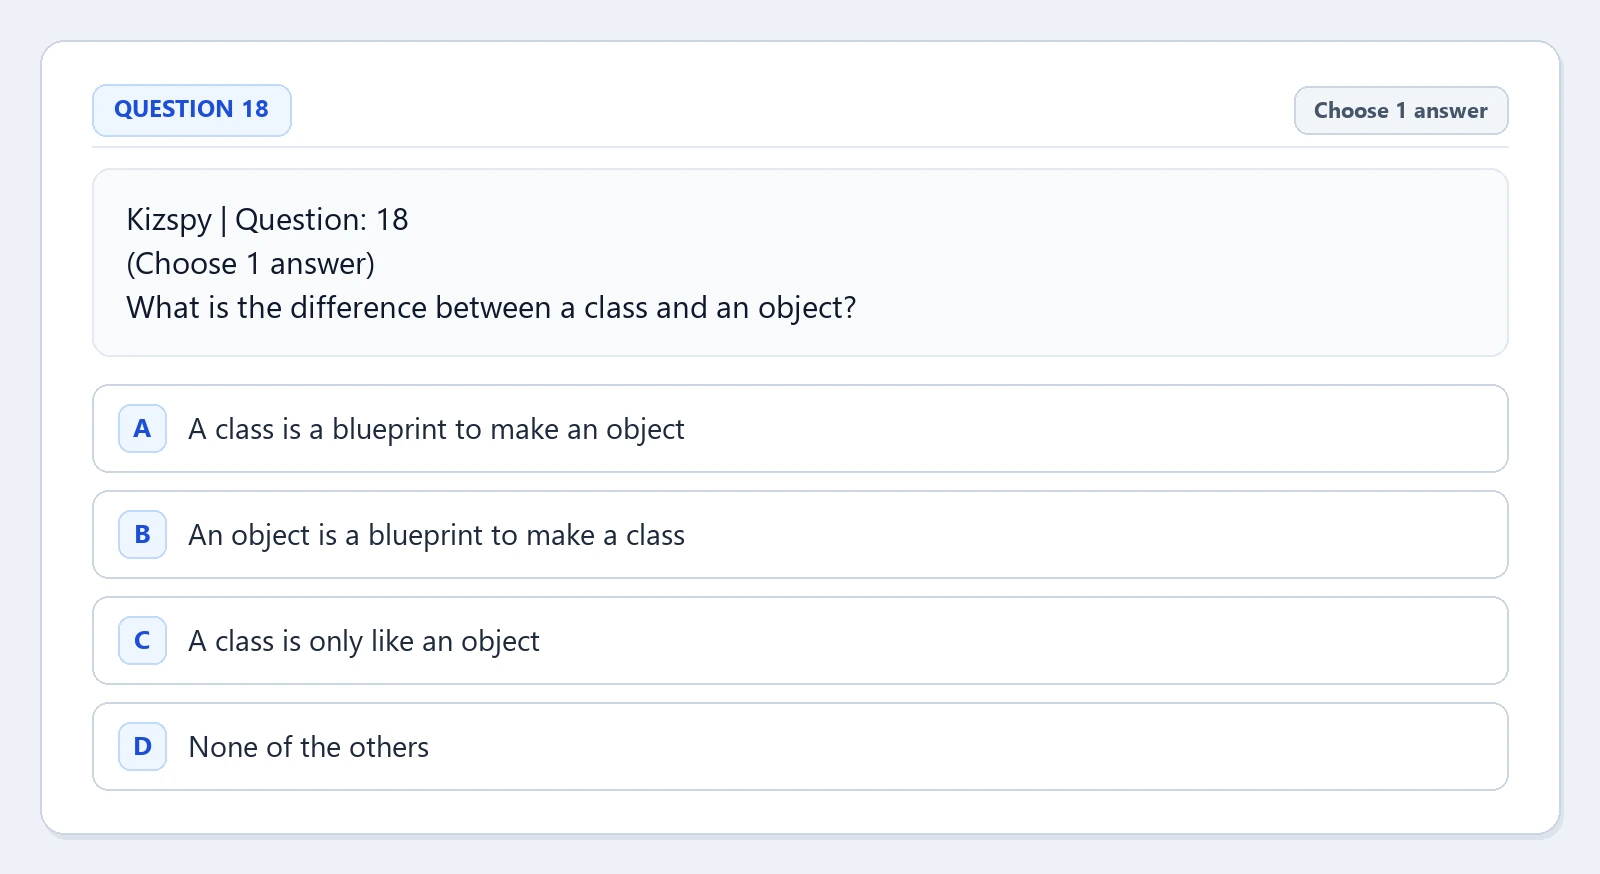 QUESTION 18
Choose 1 answer
Kizspy | Question: 18
(Choose 1 answer)
What is the difference between a class and an object?
A A class is a blueprint to make an object
B An object is a blueprint to make a class
C A class is only like an object
D None of the others